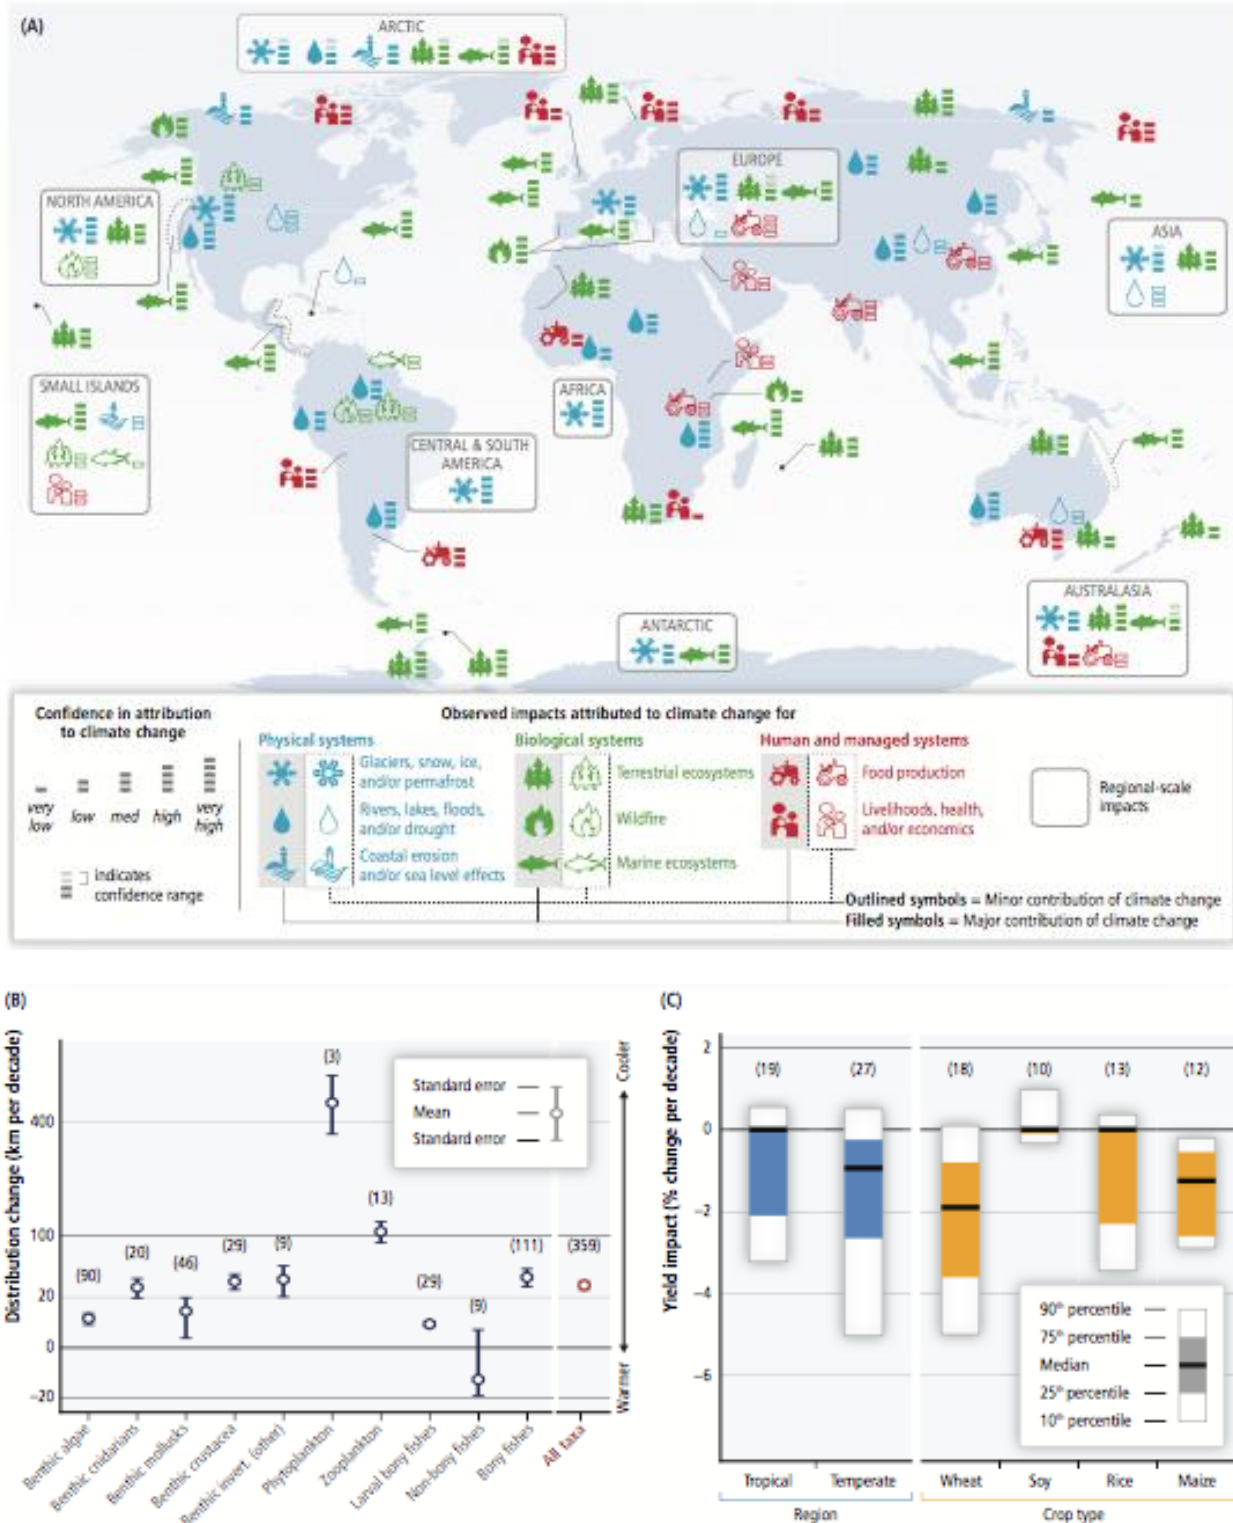 (A)
ARCTIC
EUROPE
NORTH AMERICA
ASIA
SMALL ISLANDS
AFRICA
CENTRAL & SOUTH
AMERICA
AUSTRALASIA
ANTARCTIC
Confidence in attribution
to climate change
very
low
low
med
high
very
high
indicates
confidence range
Observed impacts attributed to climate change for
Physical systems
Glaciers, snow, ice,
and/or permafrost
Rivers, lakes, floods,
and/or drought
Coastal erosion
and/or sea level effects
Biological systems
Terrestrial ecosystems
Wildfire
Marine ecosystems
Human and managed systems
Food production
Livelihoods, health,
and/or economics
Regional-scale
impacts
Outlined symbols = Minor contribution of climate change
Filled symbols = Major contribution of climate change
(B)
Distribution change (km per decade)
400
100
20
0
−20
(90)
(20)
(46)
(29)
(9)
(3)
(13)
(29)
(9)
(111)
(359)
Standard error
Mean
Standard error
Cooler
Warmer
Benthic algae
Benthic cnidarians
Benthic mollusks
Benthic crustacea
Benthic invert. (other)
Phytoplankton
Zooplankton
Larval bony fishes
Non-bony fishes
Bony fishes
All taxa
(C)
Yield impact (% change per decade)
2
0
−2
−4
−6
(19)
(27)
(18)
(10)
(13)
(12)
90th percentile
75th percentile
Median
25th percentile
10th percentile
Tropical
Temperate
Wheat
Soy
Rice
Maize
Region
Crop type